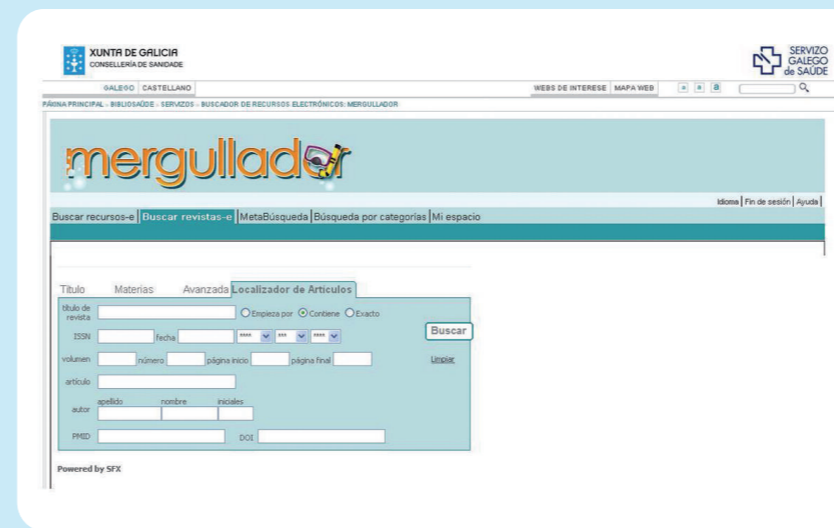 XUNTA DE GALICIA
CONSELLERÍA DE SANIDADE
SERVIZO
GALEGO
de SAÚDE
GALEGO CASTELLANO
WEBS DE INTERESE MAPA WEB a a a
PÁXINA PRINCIPAL - BIBLIOSAÚDE - SERVIZOS - BUSCADOR DE RECURSOS ELECTRÓNICOS: MERGULLADOR
mergullador
Idioma | Fin de sesión | Ayuda |
Buscar recursos-e | Buscar revistas-e | MetaBúsqueda | Búsqueda por categorías | Mi espacio
Título Materias Avanzada Localizador de Artículos
título de revista Empieza por Contiene Exacto
Buscar
ISSN fecha **** *** ****
volumen número página inicio página final Limpiar
artículo
apellido nombre iniciales
autor
PMID DOI
Powered by SFX